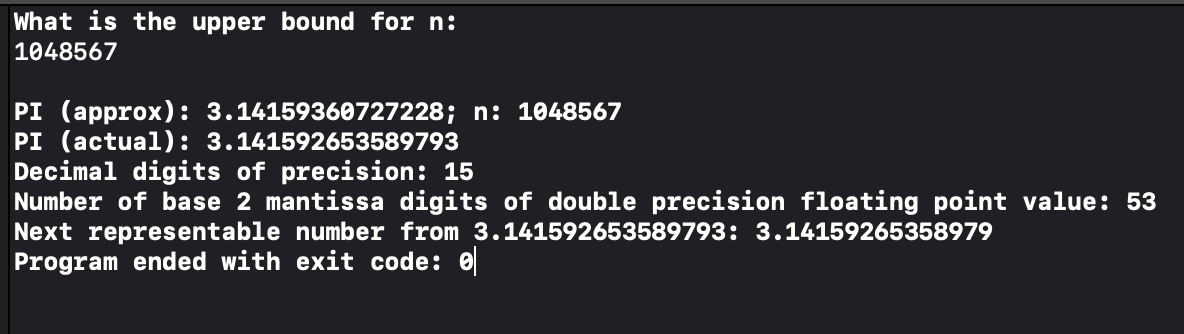 What is the upper bound for n:
1048567
PI (approx): 3.14159360727228; n: 1048567
PI (actual): 3.141592653589793
Decimal digits of precision: 15
Number of base 2 mantissa digits of double precision floating point value: 53
Next representable number from 3.141592653589793: 3.14159265358979
Program ended with exit code: 0